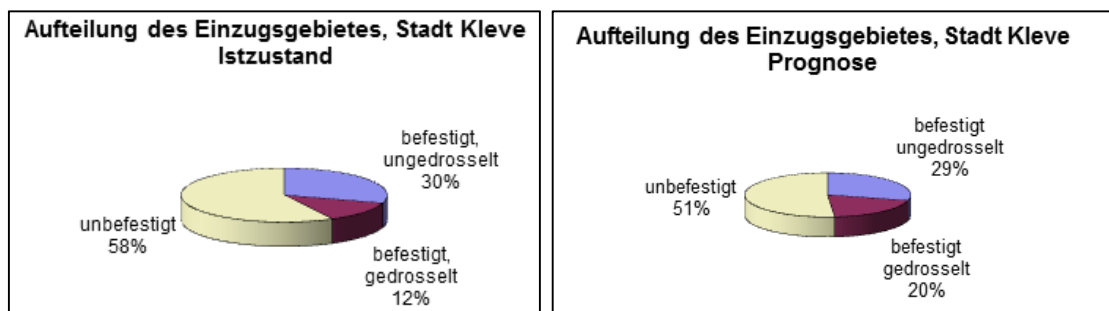 Aufteilung des Einzugsgebietes, Stadt Kleve
Istzustand
befestigt,
ungedrosselt
30%
unbefestigt
58%
befestigt,
gedrosselt
12%
Aufteilung des Einzugsgebietes, Stadt Kleve
Prognose
befestigt
ungedrosselt
29%
unbefestigt
51%
befestigt
gedrosselt
20%